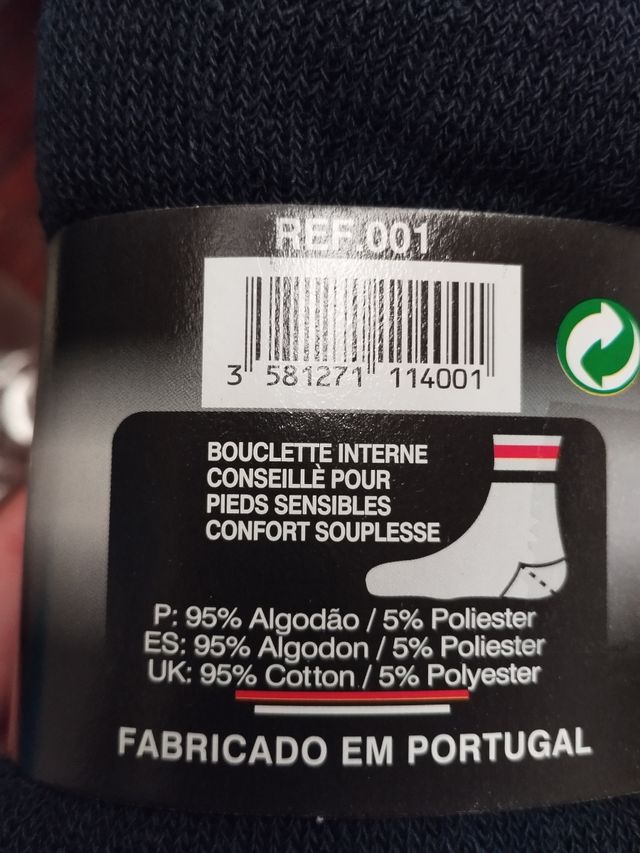 REF.001
3 581271 114001
BOUCLETTE INTERNE
CONSEILLÈ POUR
PIEDS SENSIBLES
CONFORT SOUPLESSE
P: 95% Algodão / 5% Poliester
ES: 95% Algodon / 5% Poliester
UK: 95% Cotton / 5% Polyester
FABRICADO EM PORTUGAL